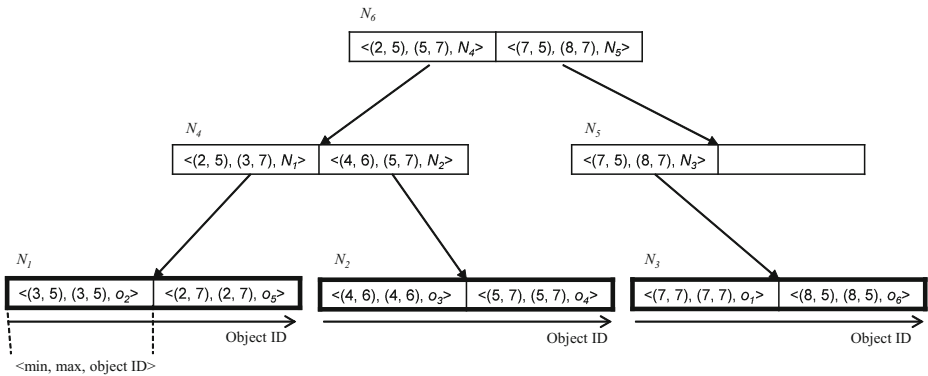 N6
<(2, 5), (5, 7), N4> <(7, 5), (8, 7), N5>
N4 N5
<(2, 5), (3, 7), N1> <(4, 6), (5, 7), N2> <(7, 5), (8, 7), N3>
N1 N2 N3
<(3, 5), (3, 5), o2> <(2, 7), (2, 7), o5> <(4, 6), (4, 6), o3> <(5, 7), (5, 7), o4> <(7, 7), (7, 7), o1> <(8, 5), (8, 5), o6>
Object ID Object ID Object ID
<min, max, object ID>